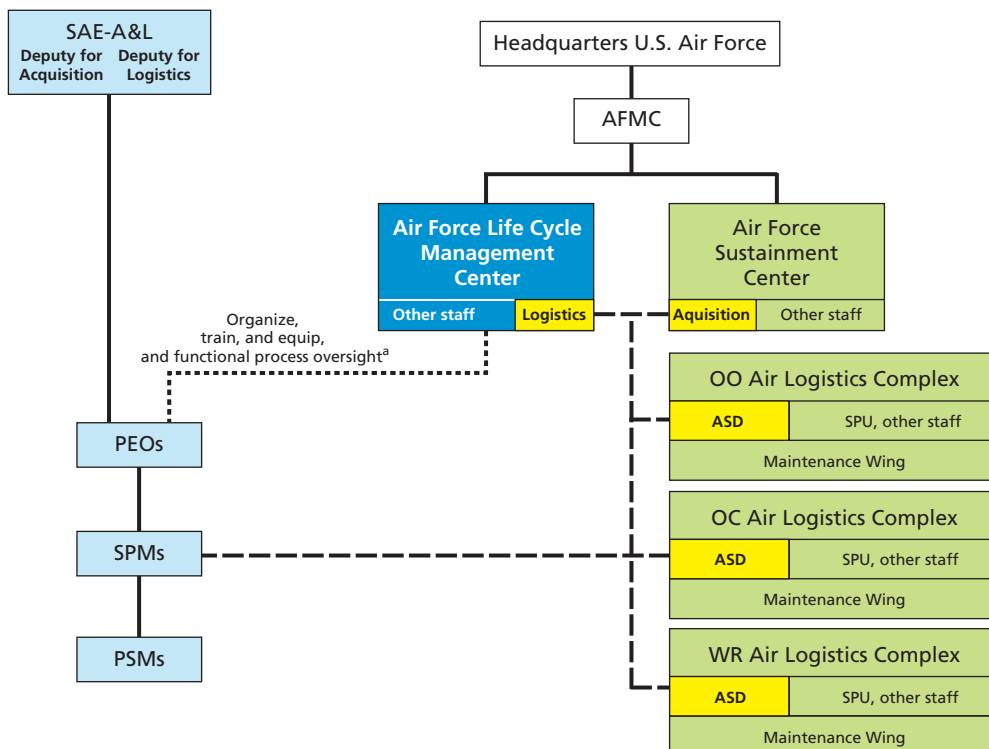 SAE-A&L
Deputy for Acquisition
Deputy for Logistics
Headquarters U.S. Air Force
AFMC
Air Force Life Cycle
Management
Center
Other staff
Logistics
Air Force
Sustainment
Center
Aquisition
Other staff
Organize,
train, and equip,
and functional process oversighta
OO Air Logistics Complex
ASD
SPU, other staff
Maintenance Wing
PEOs
OC Air Logistics Complex
SPMs
ASD
SPU, other staff
Maintenance Wing
PSMs
WR Air Logistics Complex
ASD
SPU, other staff
Maintenance Wing